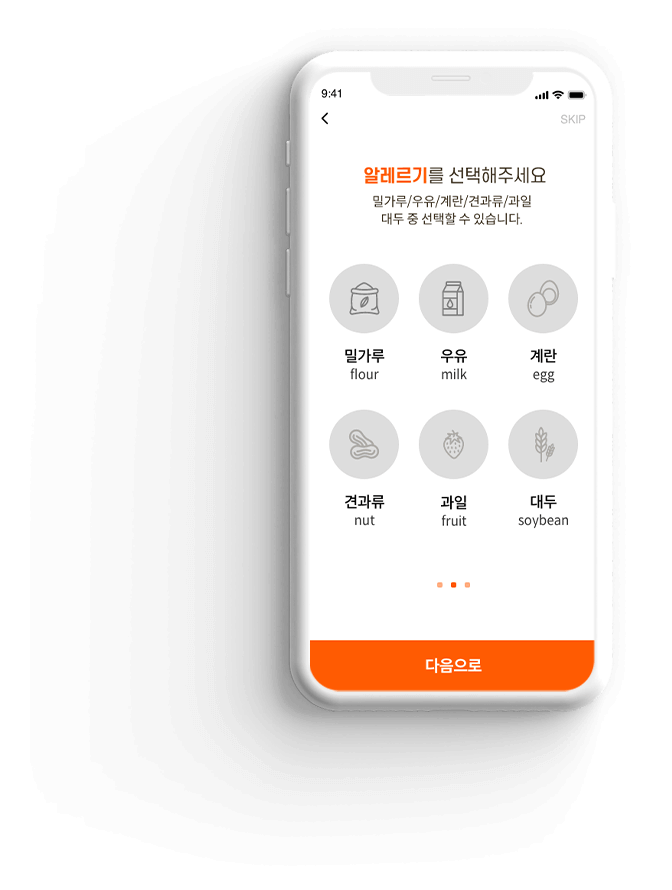 9:41
SKIP
알레르기를 선택해주세요
밀가루/우유/계란/견과류/과일
대두 중 선택할 수 있습니다.
밀가루 우유 계란
flour milk egg
견과류 과일 대두
nut fruit soybean
다음으로